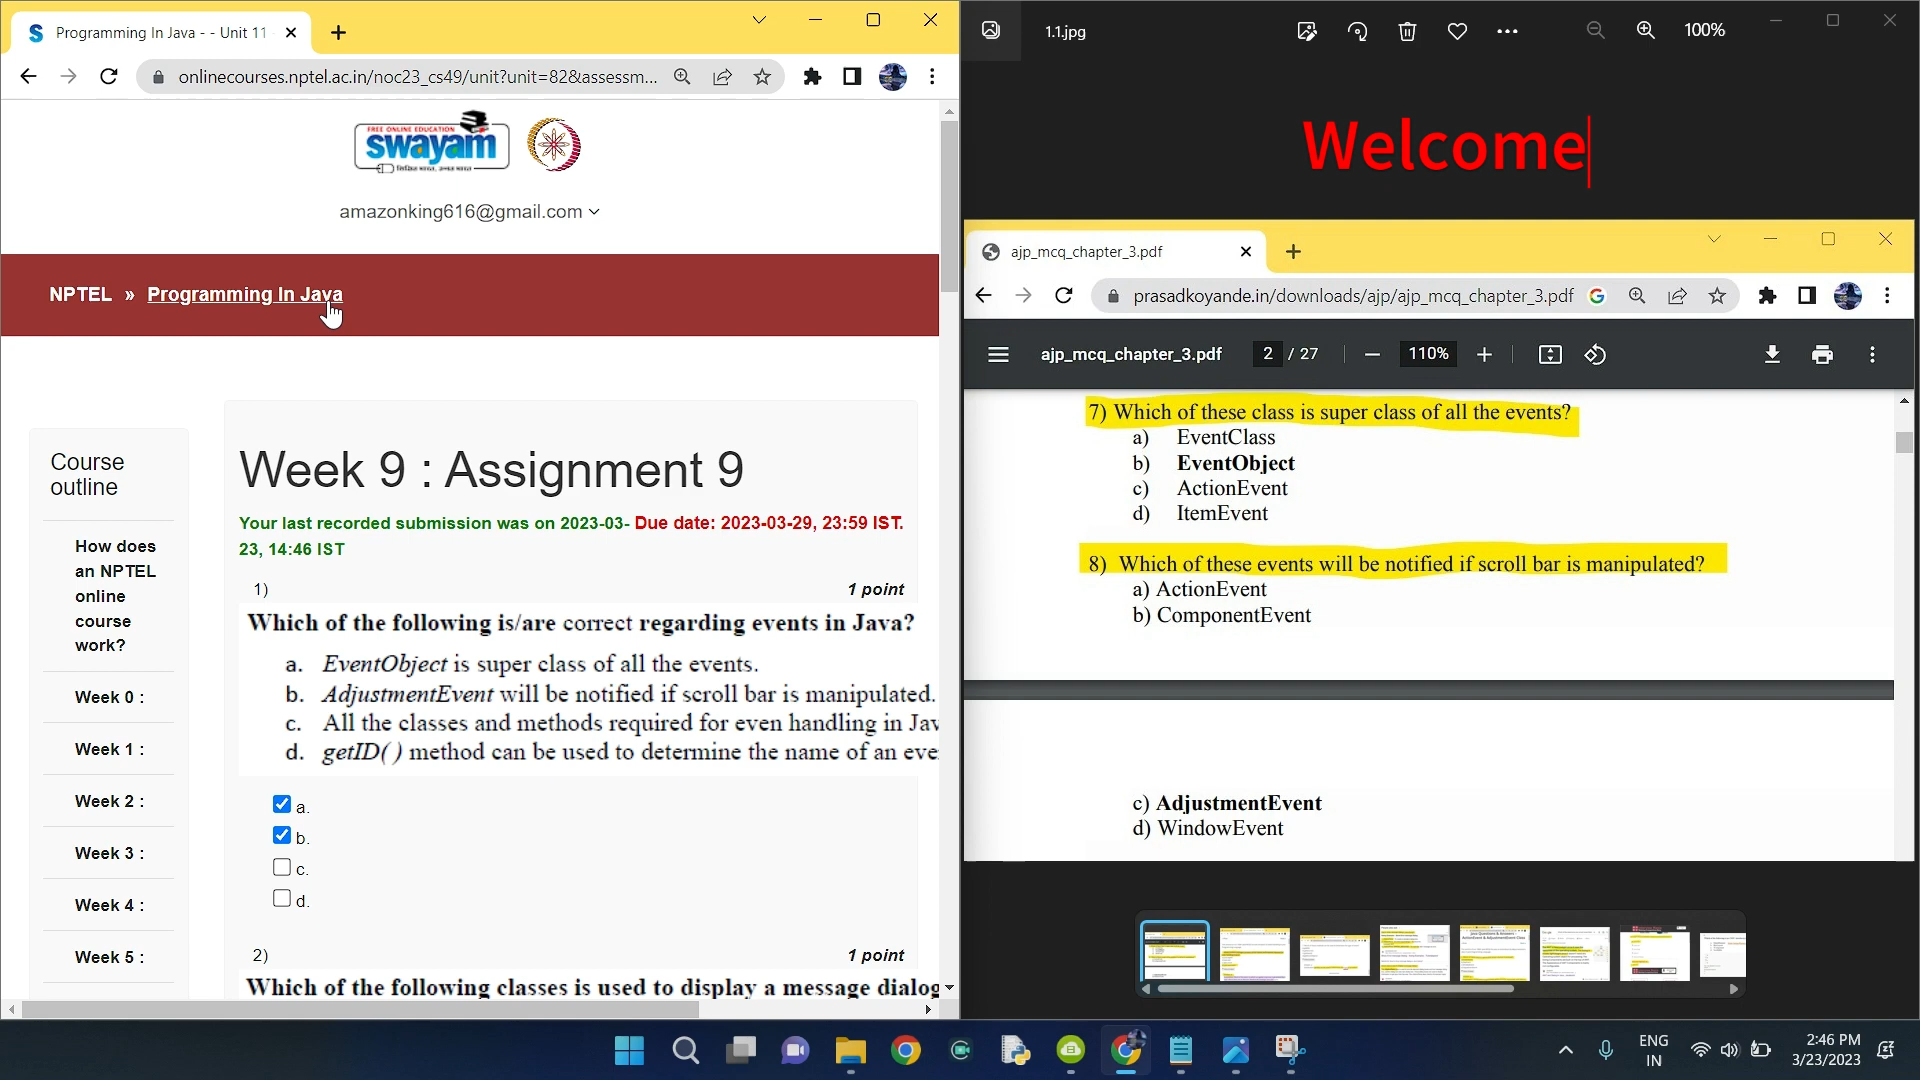 Programming In Java - - Unit 11
onlinecourses.nptel.ac.in/noc23_cs49/unit?unit=82&assessm...
FREE ONLINE EDUCATION
swayam
शिक्षित भारत, उन्नत भारत
amazonking616@gmail.com
NPTEL » Programming In Java
Course
outline
How does
an NPTEL
online
course
work?
Week 0 :
Week 1 :
Week 2 :
Week 3 :
Week 4 :
Week 5 :
Week 9 : Assignment 9
Your last recorded submission was on 2023-03-
23, 14:46 IST
Due date: 2023-03-29, 23:59 IST.
1)
1 point
Which of the following is/are correct regarding events in Java?
a. EventObject is super class of all the events.
b. AdjustmentEvent will be notified if scroll bar is manipulated.
c. All the classes and methods required for even handling in Jav
d. getID( ) method can be used to determine the name of an eve
a.
b.
c.
d.
2)
1 point
Which of the following classes is used to display a message dialog
1.1.jpg
100%
Welcome
ajp_mcq_chapter_3.pdf
prasadkoyande.in/downloads/ajp/ajp_mcq_chapter_3.pdf
ajp_mcq_chapter_3.pdf
2 / 27
110%
7) Which of these class is super class of all the events?
a) EventClass
b) EventObject
c) ActionEvent
d) ItemEvent
8) Which of these events will be notified if scroll bar is manipulated?
a) ActionEvent
b) ComponentEvent
c) AdjustmentEvent
d) WindowEvent
ENG
IN
2:46 PM
3/23/2023